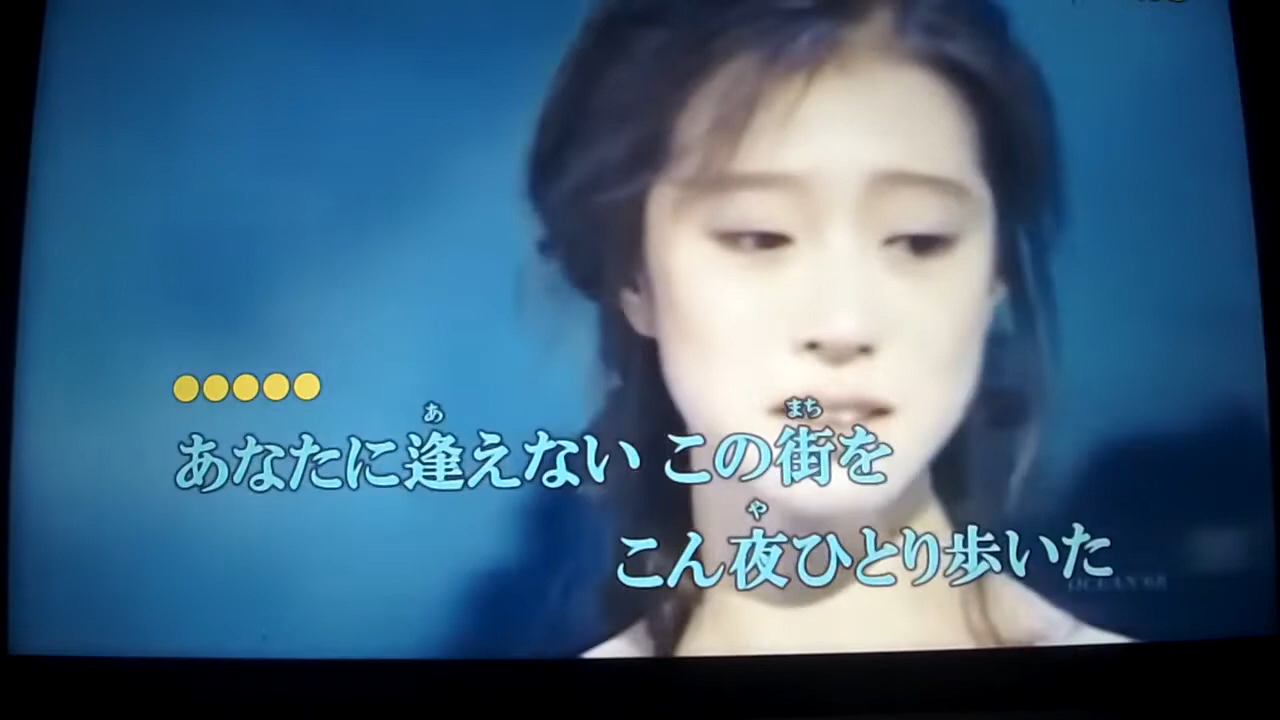 あ
まち
あなたに逢えない この街を
や
こん夜ひとり歩いた